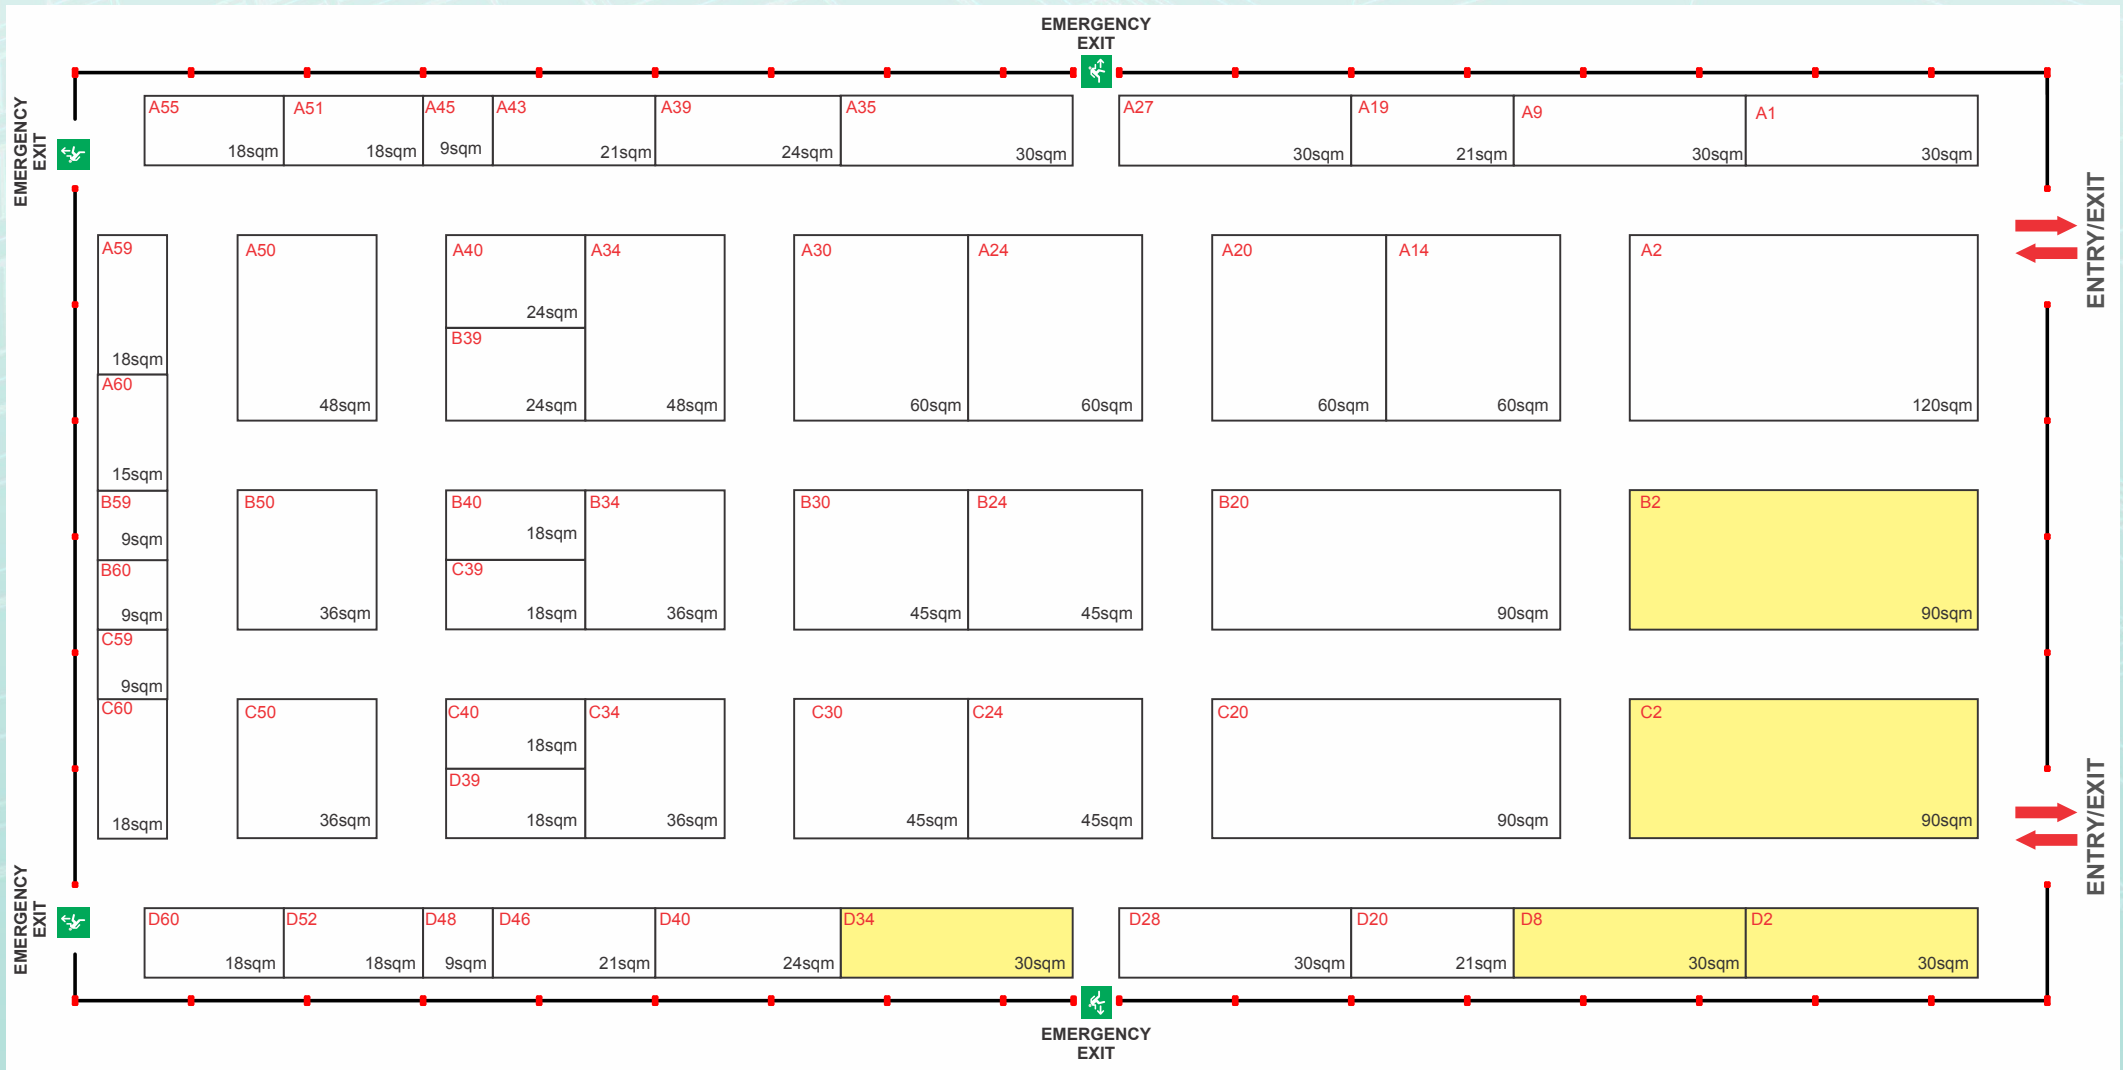 EMERGENCY
EXIT
EMERGENCY
EXIT
A55
18sqm
A51
18sqm
A45
9sqm
A43
21sqm
A39
24sqm
A35
30sqm
A27
30sqm
A19
21sqm
A9
30sqm
A1
30sqm
ENTRY/EXIT
A59
18sqm
A60
15sqm
B59
9sqm
B60
9sqm
C59
9sqm
C60
18sqm
A50
48sqm
A40
24sqm
B39
24sqm
A34
48sqm
A30
60sqm
A24
60sqm
A20
60sqm
A14
60sqm
A2
120sqm
B50
36sqm
B40
18sqm
C39
18sqm
B34
36sqm
B30
45sqm
B24
45sqm
B20
90sqm
B2
90sqm
C50
36sqm
C40
18sqm
D39
18sqm
C34
36sqm
C30
45sqm
C24
45sqm
C20
90sqm
C2
90sqm
ENTRY/EXIT
EMERGENCY
EXIT
D60
18sqm
D52
18sqm
D48
9sqm
D46
21sqm
D40
24sqm
D34
30sqm
D28
30sqm
D20
21sqm
D8
30sqm
D2
30sqm
EMERGENCY
EXIT